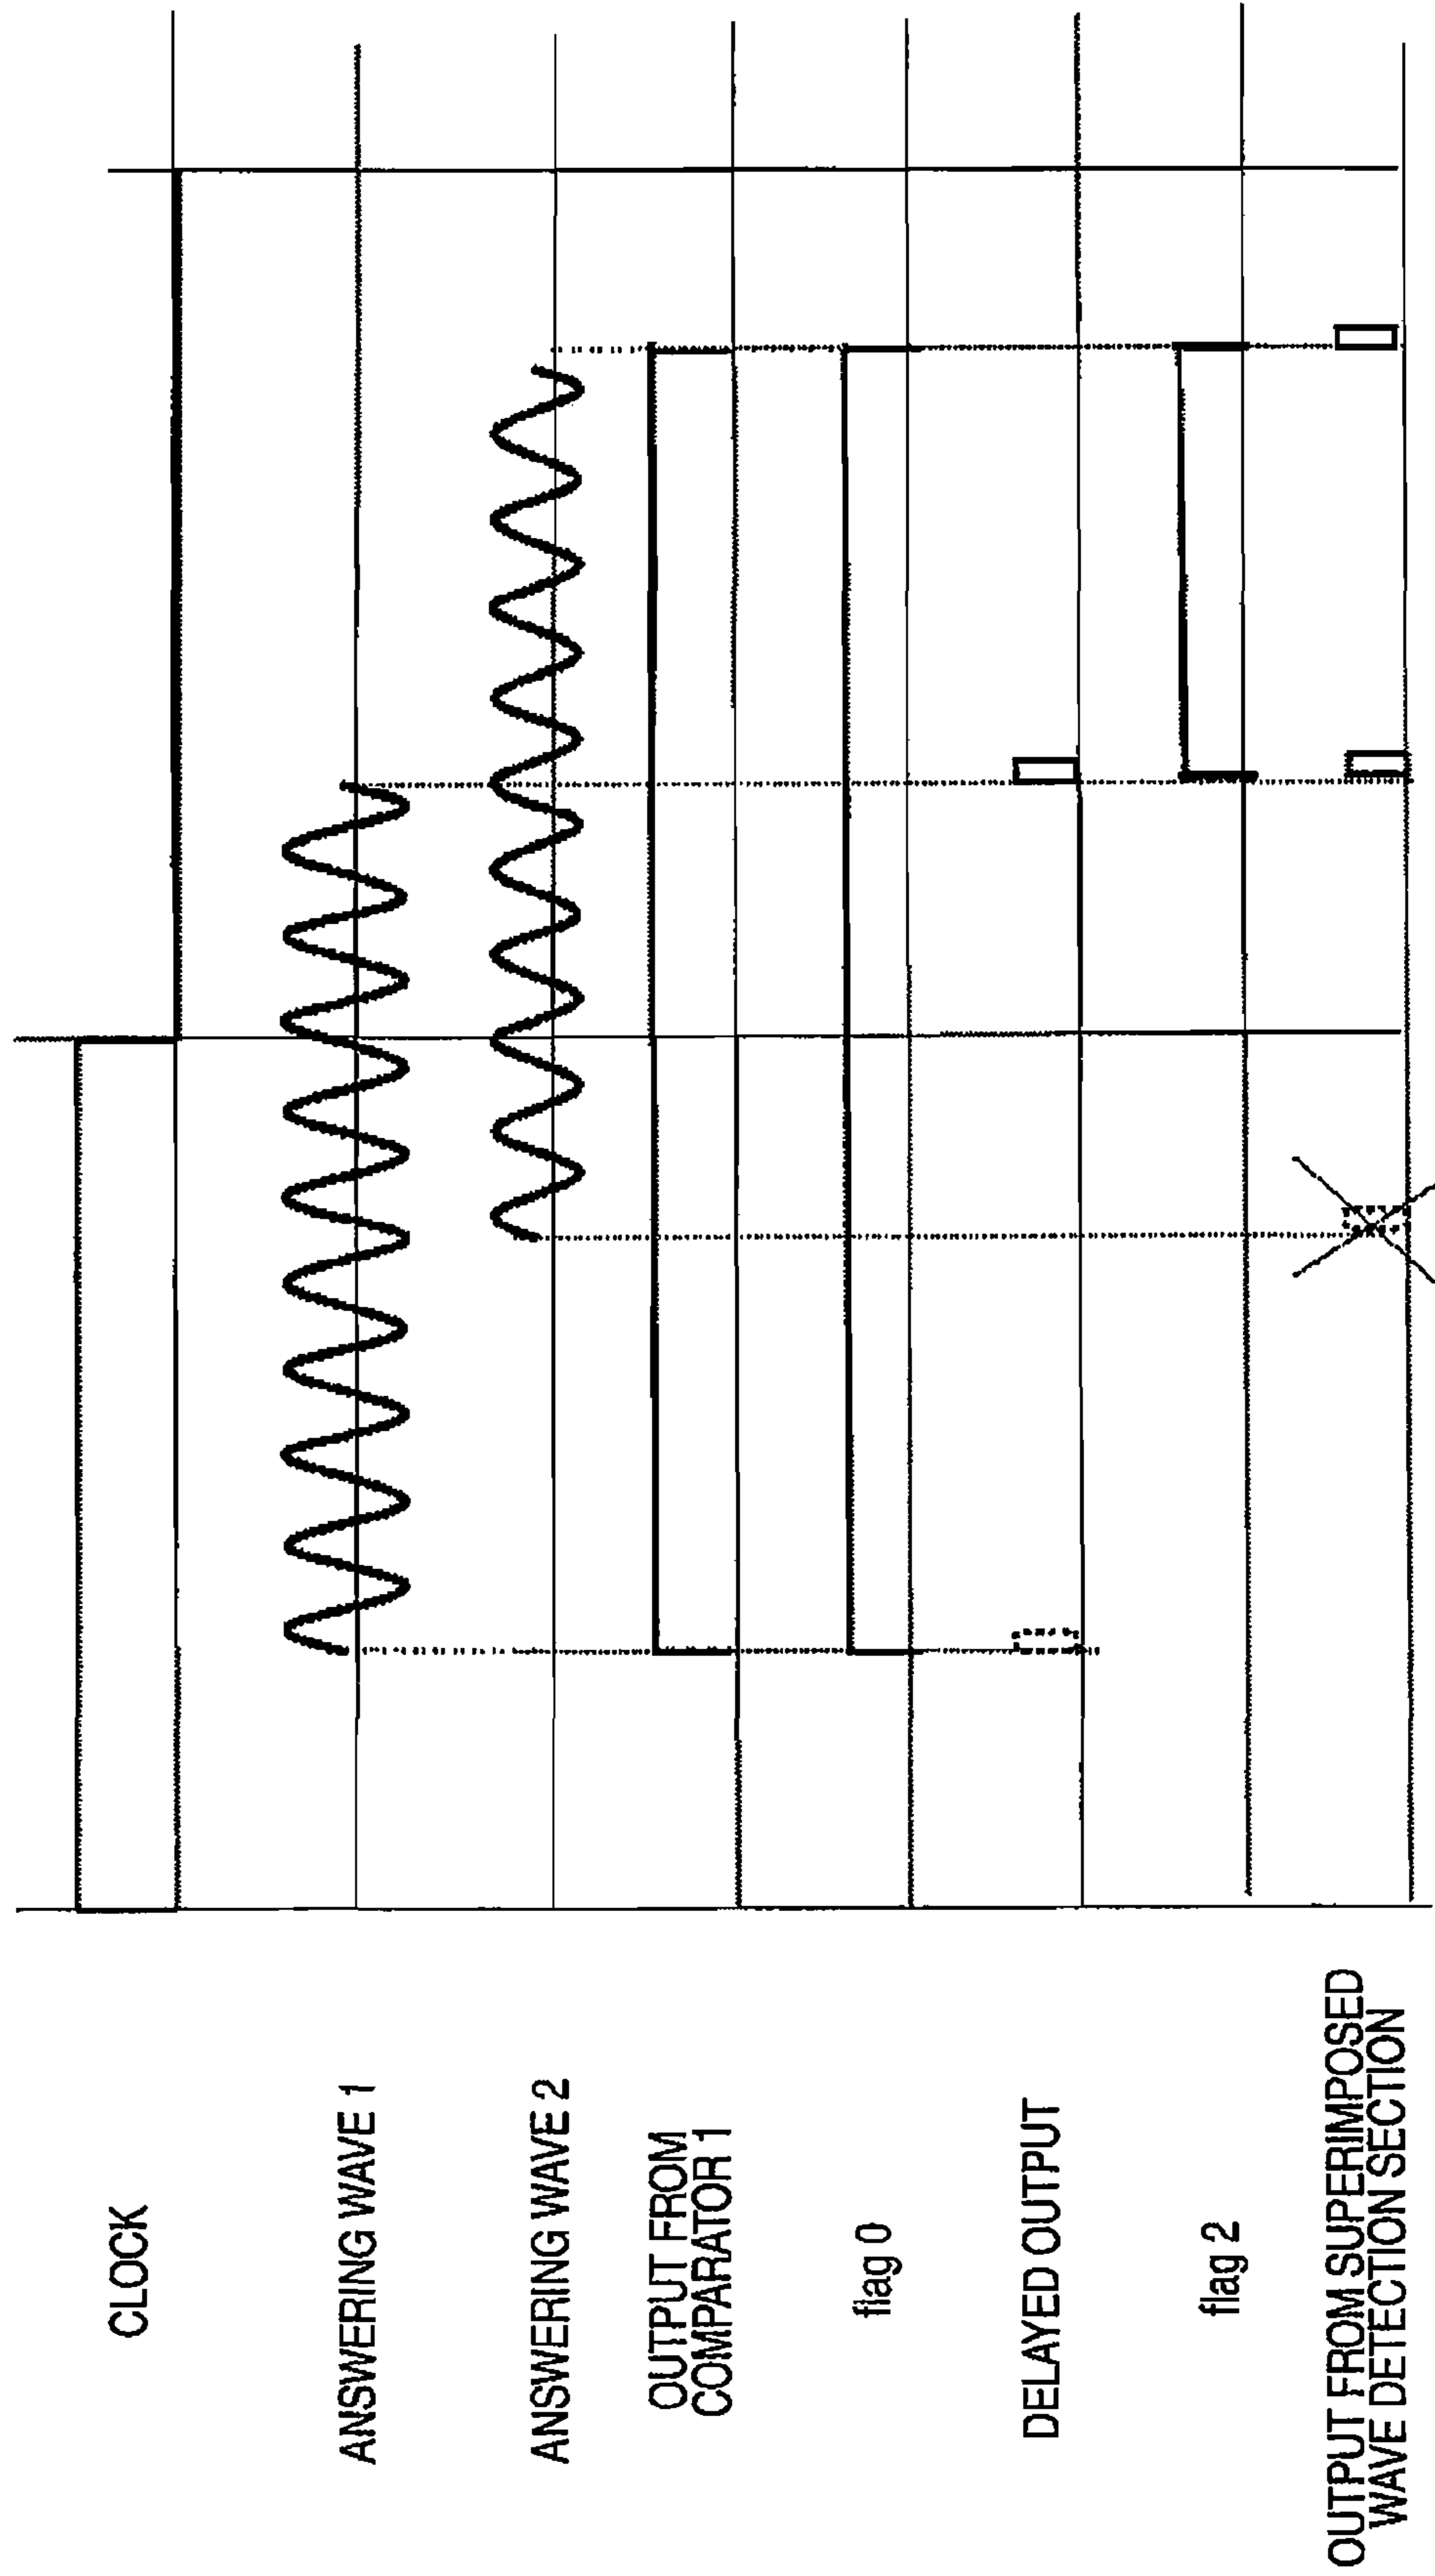 CLOCK
ANSWERING WAVE 1
ANSWERING WAVE 2
OUTPUT FROM
COMPARATOR 1
flag 0
DELAYED OUTPUT
flag 2
OUTPUT FROM SUPERIMPOSED
WAVE DETECTION SECTION